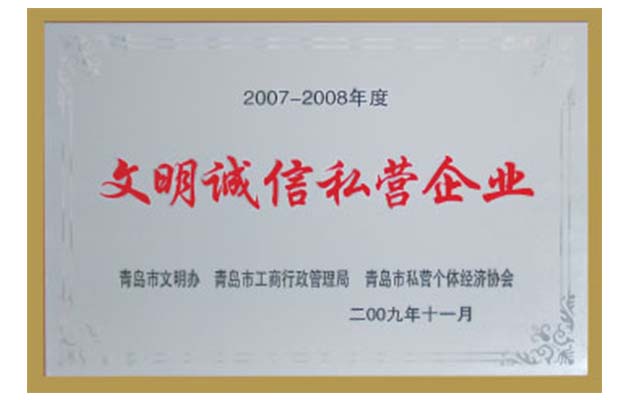 2007-2008年度
文明诚信私营企业
青岛市文明办 青岛市工商行政管理局 青岛市私营个体经济协会
二00九年十一月